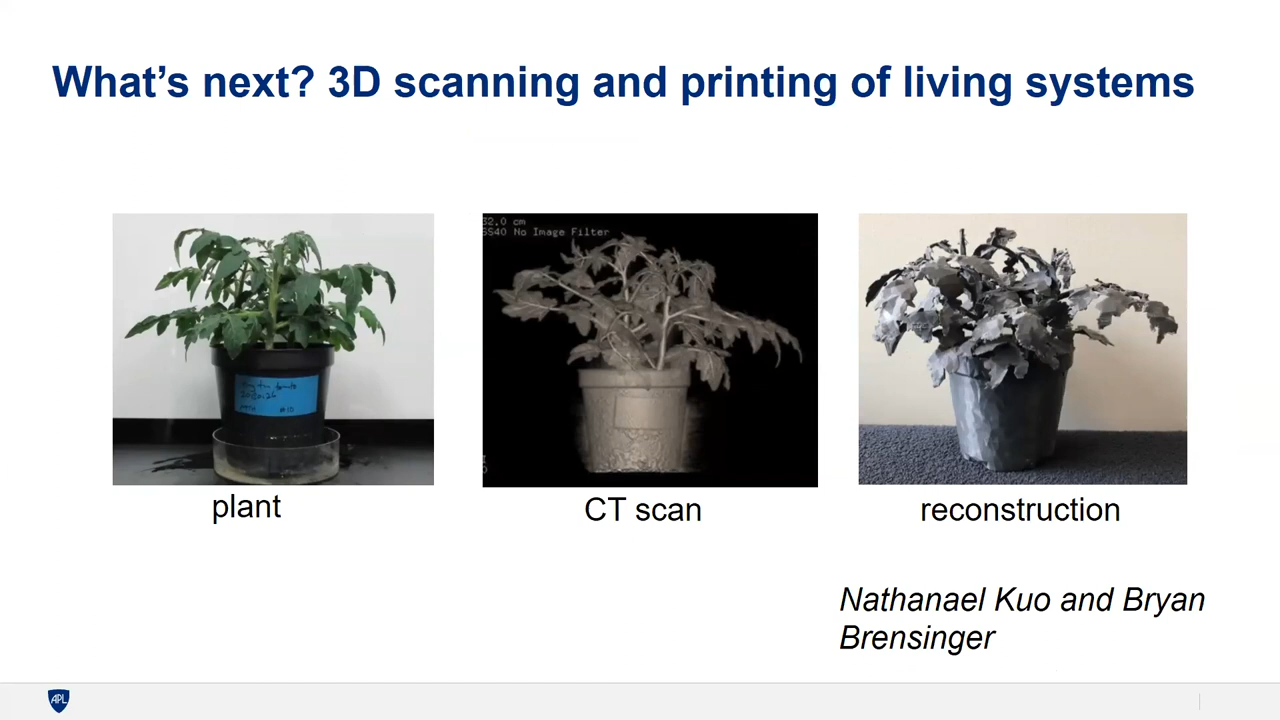 What’s next? 3D scanning and printing of living systems
32.0 cm
SS40 No Image Filter
plant
CT scan
reconstruction
Nathanael Kuo and Bryan
Brensinger
APL